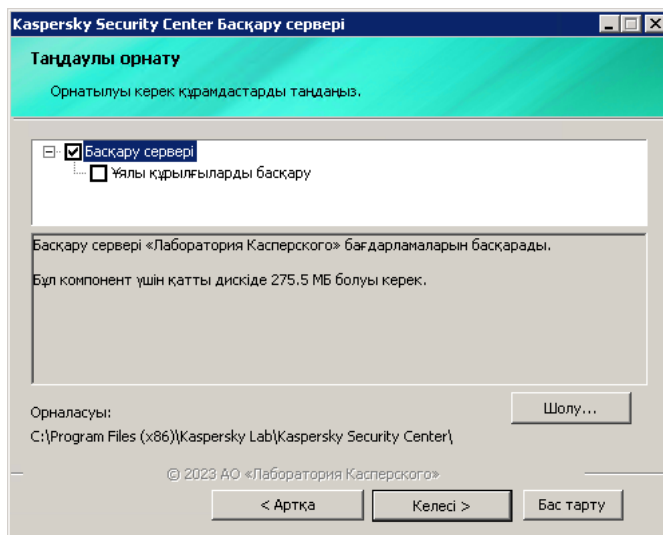 Kaspersky Security Center Басқару сервері
Таңдаулы орнату
Орнатылуы керек құрамдастарды таңдаңыз.
Басқару сервері
Ұялы құрылғыларды басқару
Басқару сервері «Лаборатория Касперского» бағдарламаларын басқарады.
Бұл компонент үшін қатты дискіде 275.5 МБ болуы керек.
Орналасуы:
Шолу...
C:\Program Files (x86)\Kaspersky Lab\Kaspersky Security Center\
© 2023 АО «Лаборатория Касперского»
< Артқа
Келесі >
Бас тарту